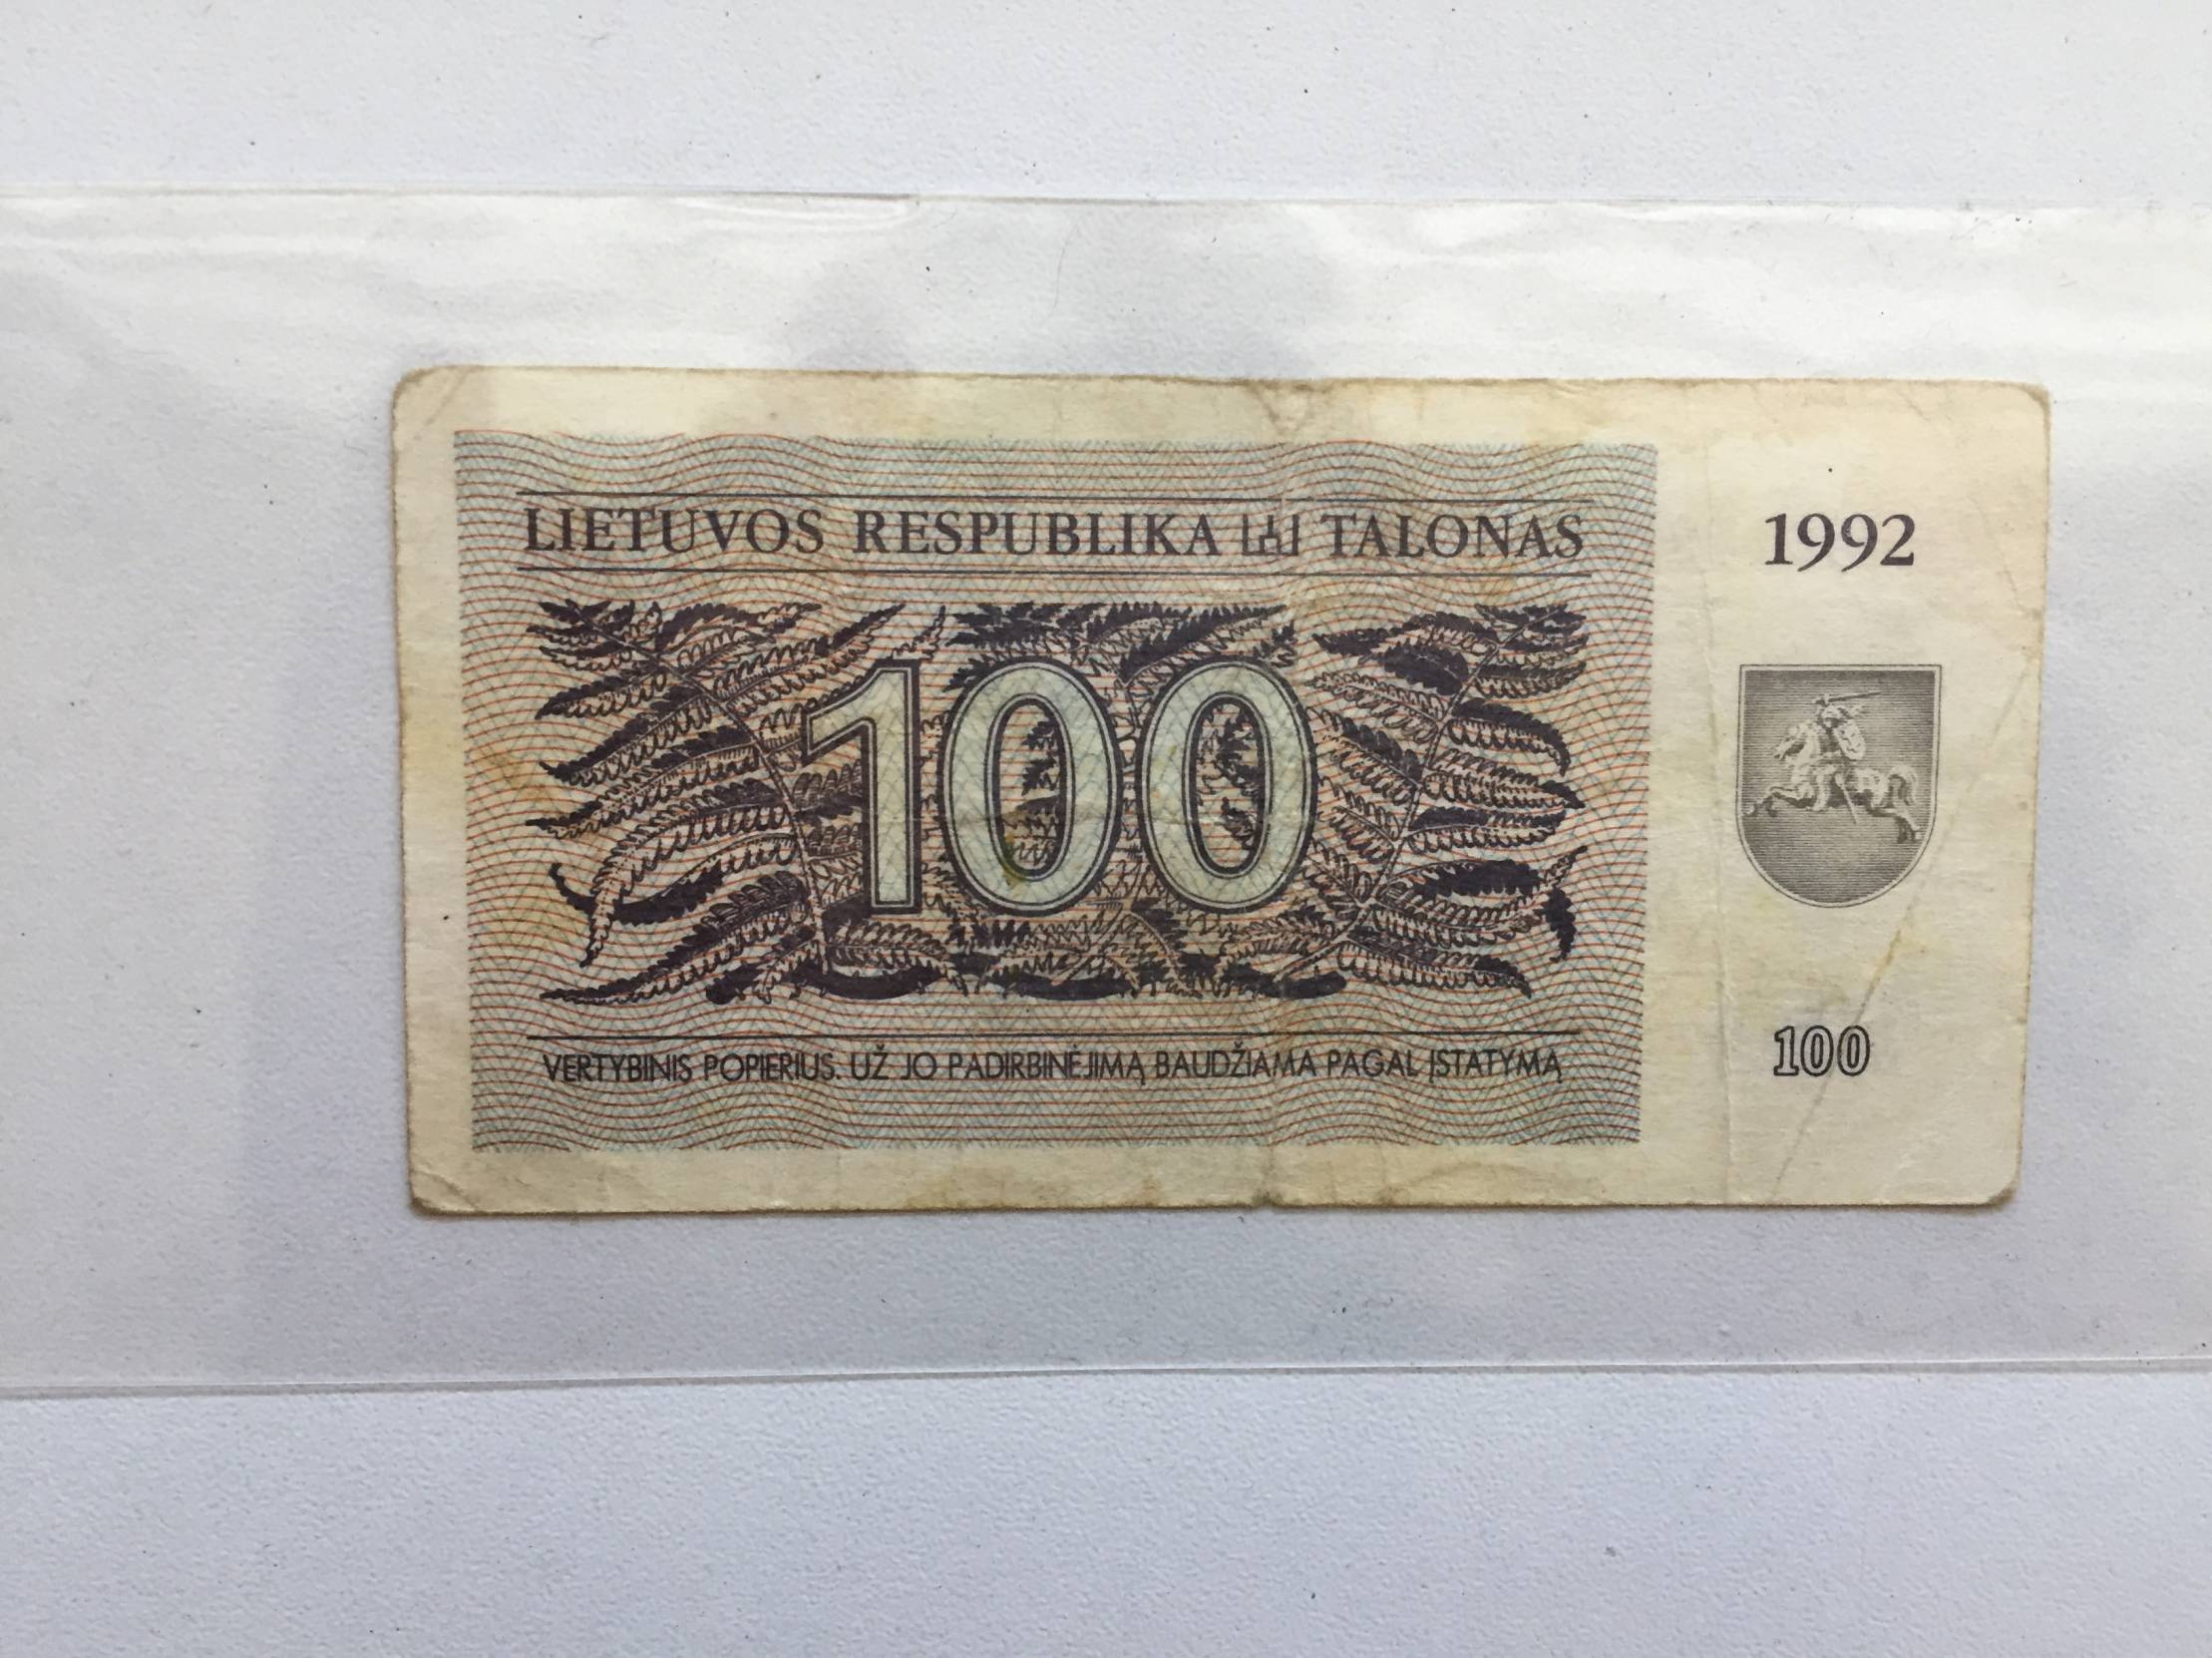 LIETUVOS RESPUBLIKA TALONAS
1992
100
100
VERTYBINIS POPIERIUS. UŽ JO PADIRBINĖJIMĄ BAUDŽIAMA PAGAL ĮSTATYMĄ